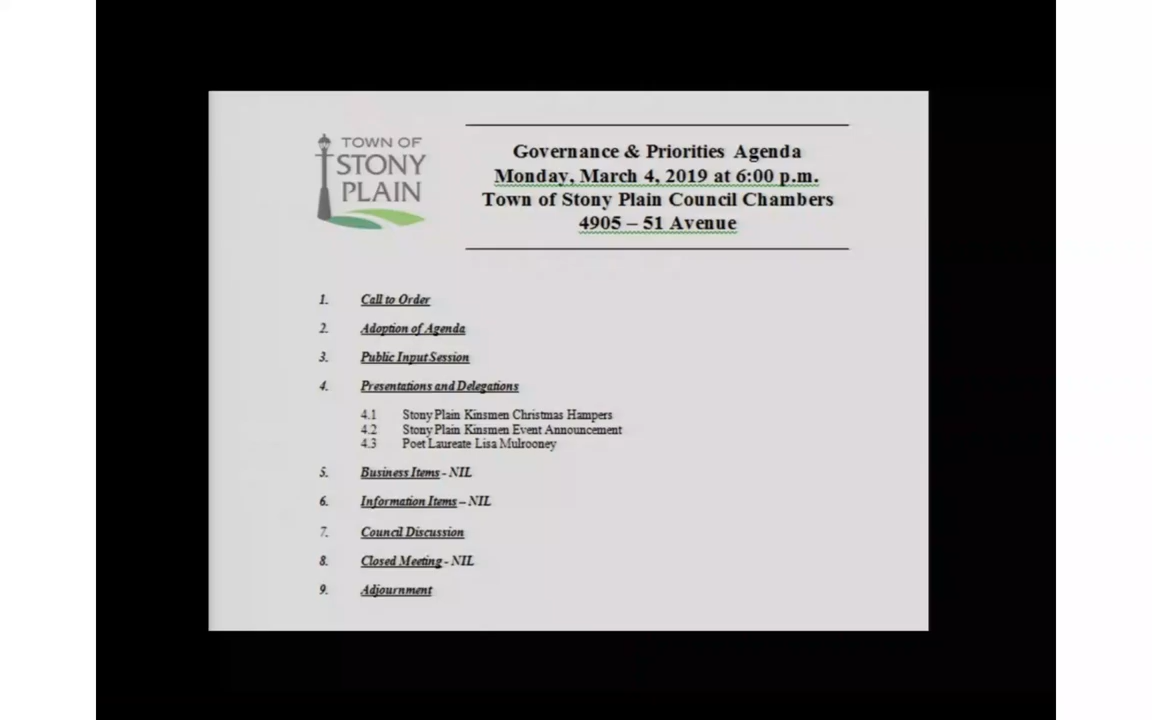 TOWN OF
STONY
PLAIN
Governance & Priorities Agenda
Monday, March 4, 2019 at 6:00 p.m.
Town of Stony Plain Council Chambers
4905 – 51 Avenue
1. Call to Order
2. Adoption of Agenda
3. Public Input Session
4. Presentations and Delegations
4.1 Stony Plain Kinsmen Christmas Hampers
4.2 Stony Plain Kinsmen Event Announcement
4.3 Poet Laureate Lisa Mulrooney
5. Business Items - NIL
6. Information Items – NIL
7. Council Discussion
8. Closed Meeting - NIL
9. Adjournment